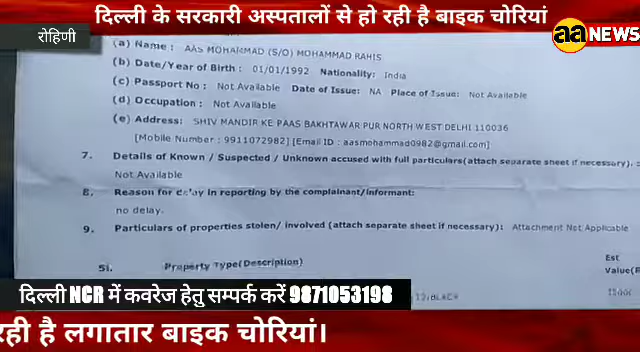 दिल्ली के सरकारी अस्पतालों से हो रही है बाइक चोरियां
रोहिणी
aa NEWS
(a) Name : AAS MOHAMMAD (S/O) MOHAMMAD RAHIS
(b) Date/Year of Birth : 01/01/1992 Nationality: India
(c) Passport No : Not Available Date of Issue: NA Place of Issue: Not Available
(d) Occupation : Not Available
(e) Address: SHIV MANDIR KE PAAS BAKHTAWAR PUR NORTH WEST DELHI 110036
[Mobile Number : 9911072982] [Email ID : aasmohammad0982@gmail.com]
7. Details of Known / Suspected / Unknown accused with full particulars(attach separate sheet if necessary).:
Not Available
8. Reason for delay in reporting by the complainant/informant:
no delay.
9. Particulars of properties stolen/ involved (attach separate sheet if necessary): Attachment Not Applicable
Sl. Property Type(Description) Est
Value(R
BLACK
दिल्ली NCR में कवरेज हेतु सम्पर्क करें 9871053198
रही है लगातार बाइक चोरियां।